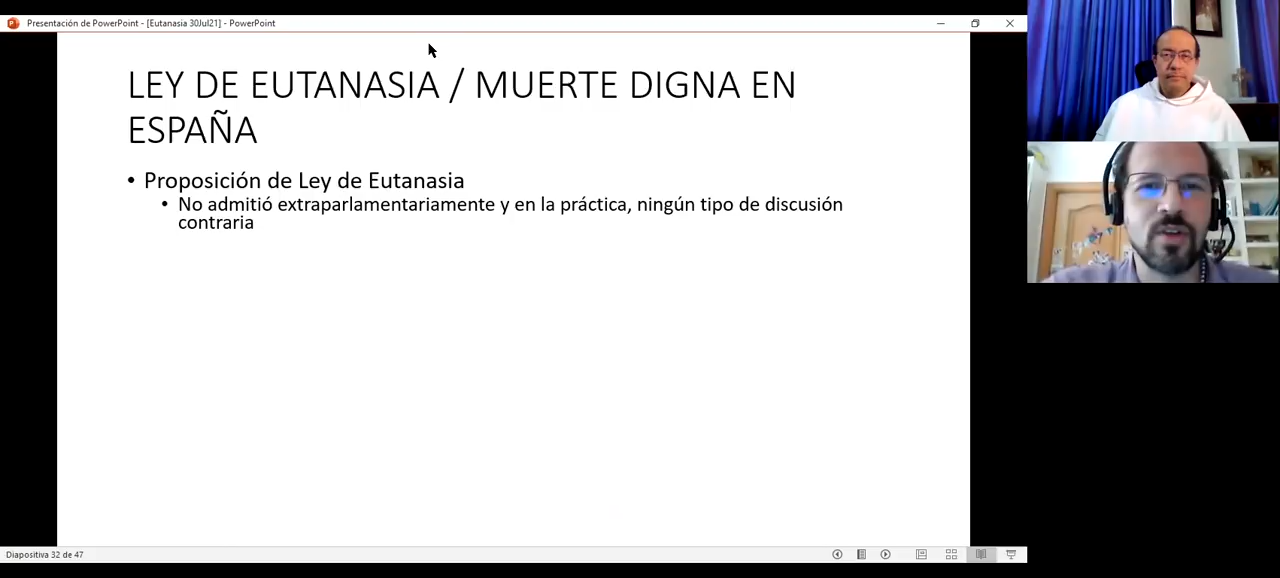 Presentación de PowerPoint - [Eutanasia 30Jul21] - PowerPoint
LEY DE EUTANASIA / MUERTE DIGNA EN
ESPAÑA
• Proposición de Ley de Eutanasia
• No admitió extraparlamentariamente y en la práctica, ningún tipo de discusión
contraria
Diapositiva 32 de 47